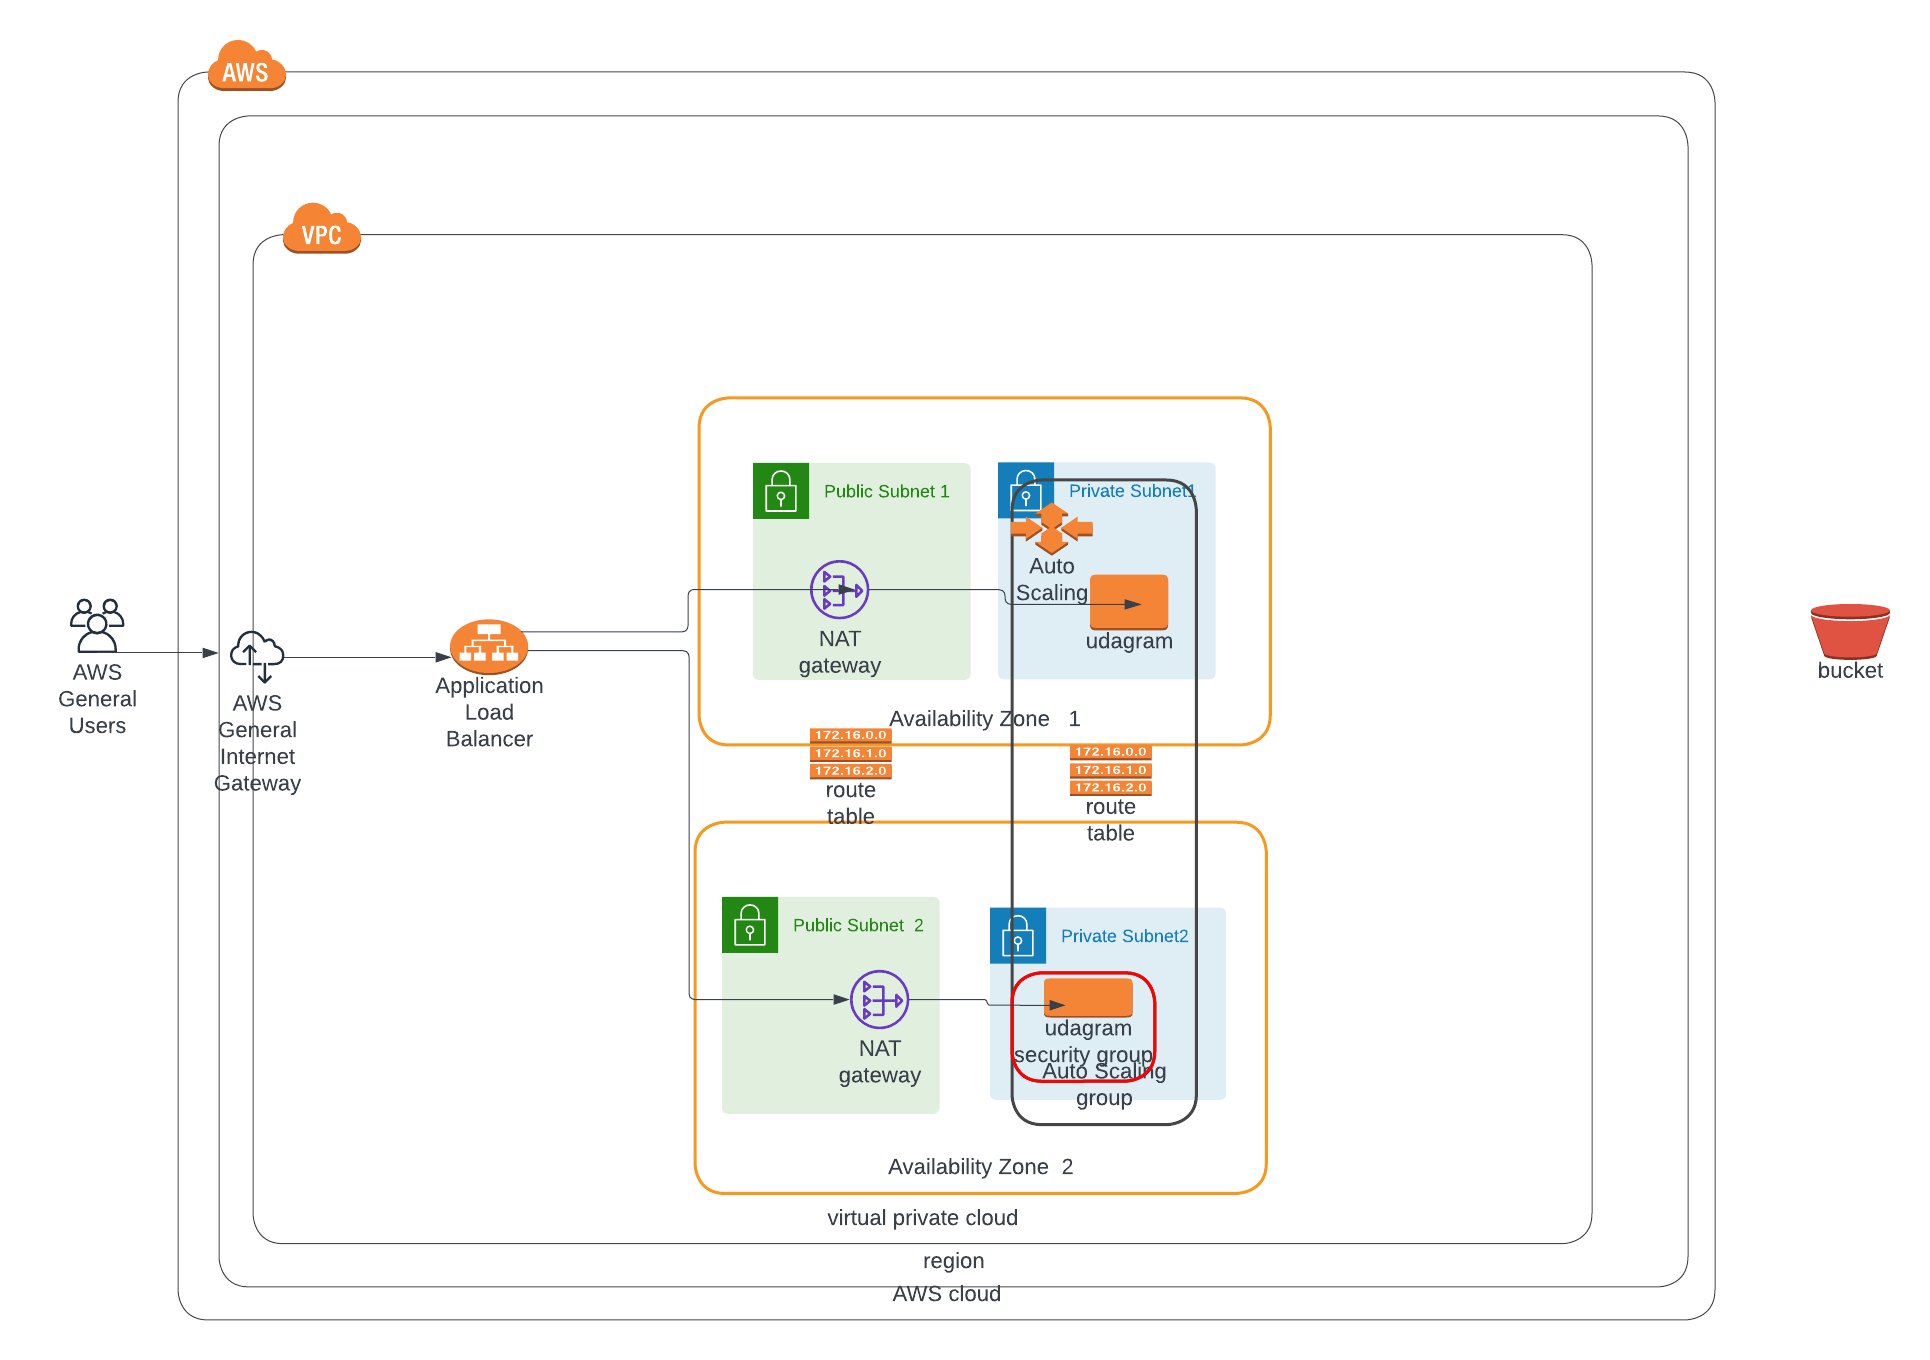 AWS
VPC
Public Subnet 1
Private Subnet1
Auto
Scaling
udagram
NAT
gateway
AWS
General
Users
AWS
General
Internet
Gateway
Application
Load
Balancer
bucket
Availability Zone 1
172.16.0.0
172.16.1.0
172.16.2.0
route
table
172.16.0.0
172.16.1.0
172.16.2.0
route
table
Public Subnet 2
Private Subnet2
NAT
gateway
udagram
security group
Auto Scaling
group
Availability Zone 2
virtual private cloud
region
AWS cloud